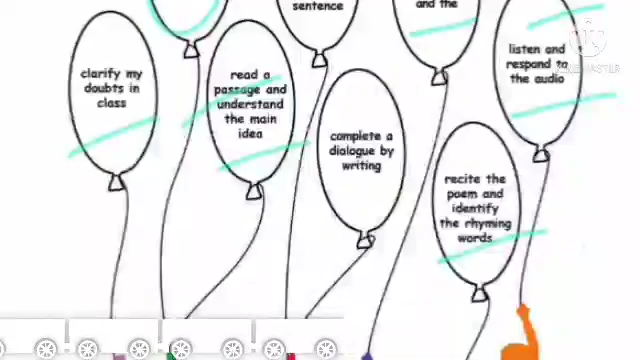 sentence
and the
listen and
respond to
the audio
clarify my
doubts in
class
read a
passage and
understand
the main
idea
complete a
dialogue by
writing
recite the
poem and
identify
the rhyming
words